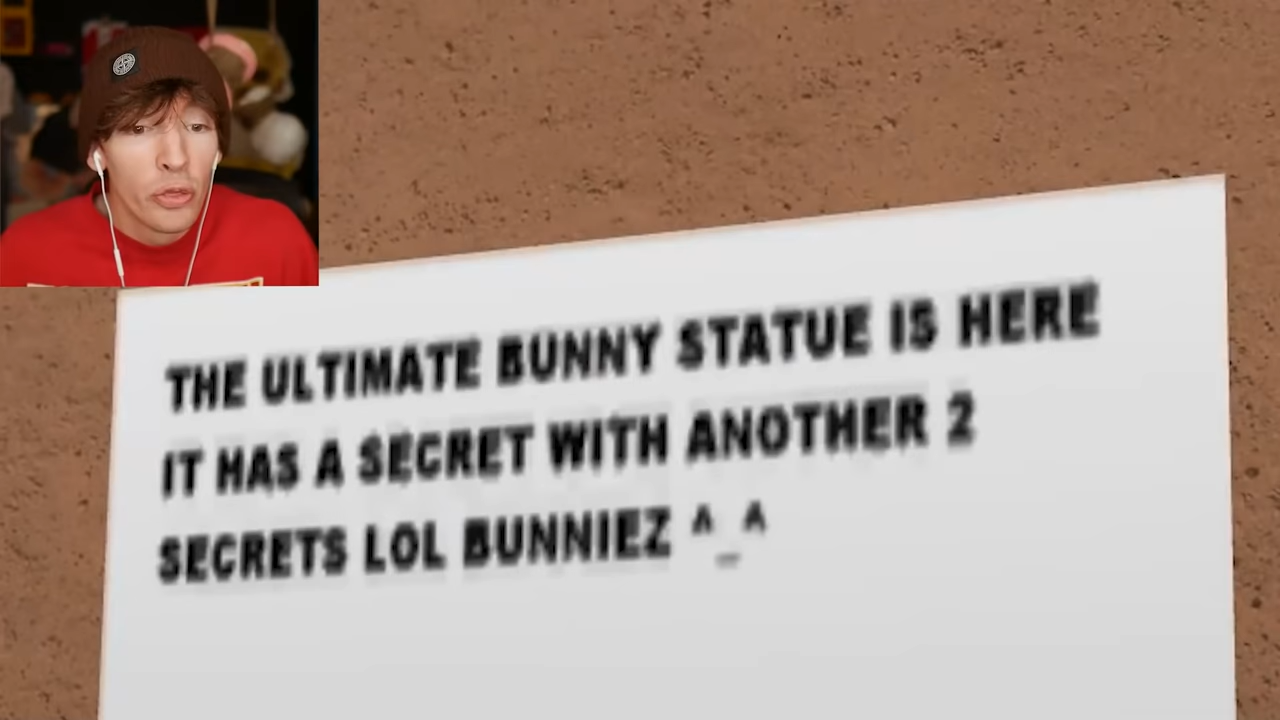 THE ULTIMATE BUNNY STATUE IS HERE
IT HAS A SECRET WITH ANOTHER 2
SECRETS LOL BUNNIEZ ^_^